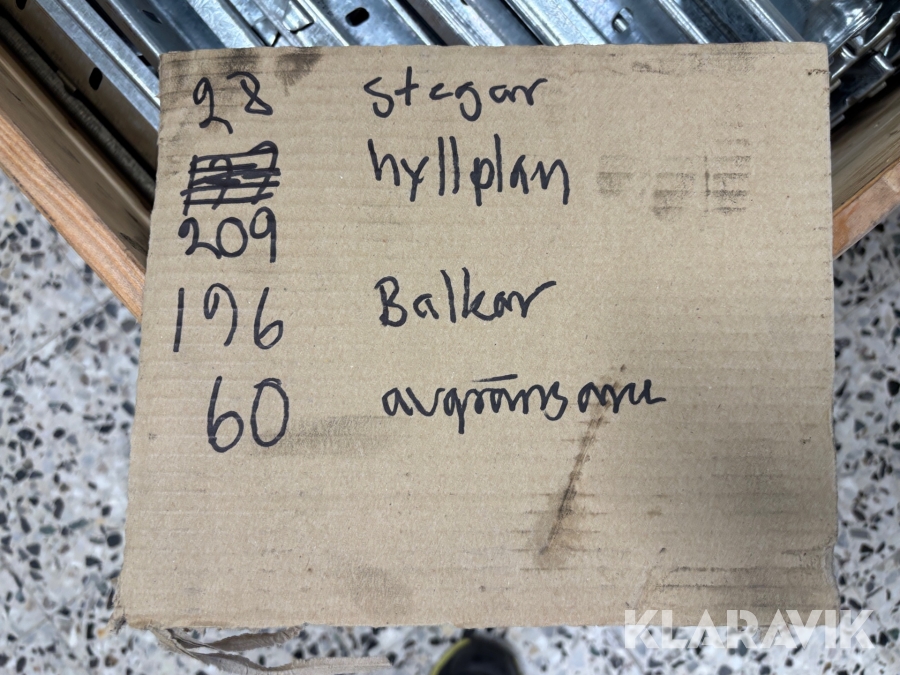 28 stegar
hyllplan
209
196 Balkar
60 avgränsare
KLARAVIK